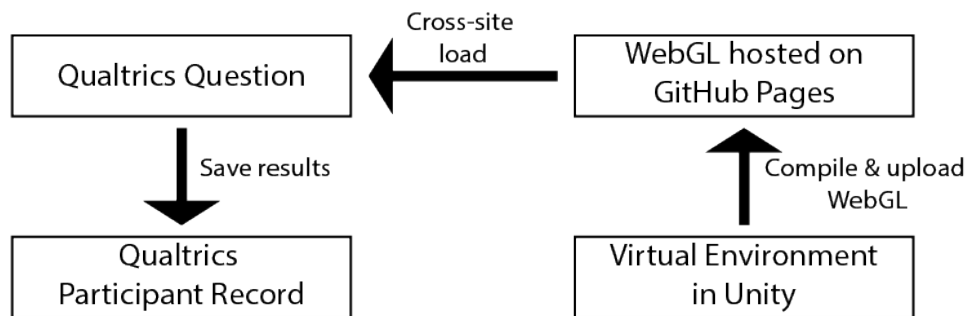 Cross-site
load
Qualtrics Question
WebGL hosted on
GitHub Pages
Save results
Compile & upload
WebGL
Qualtrics
Participant Record
Virtual Environment
in Unity